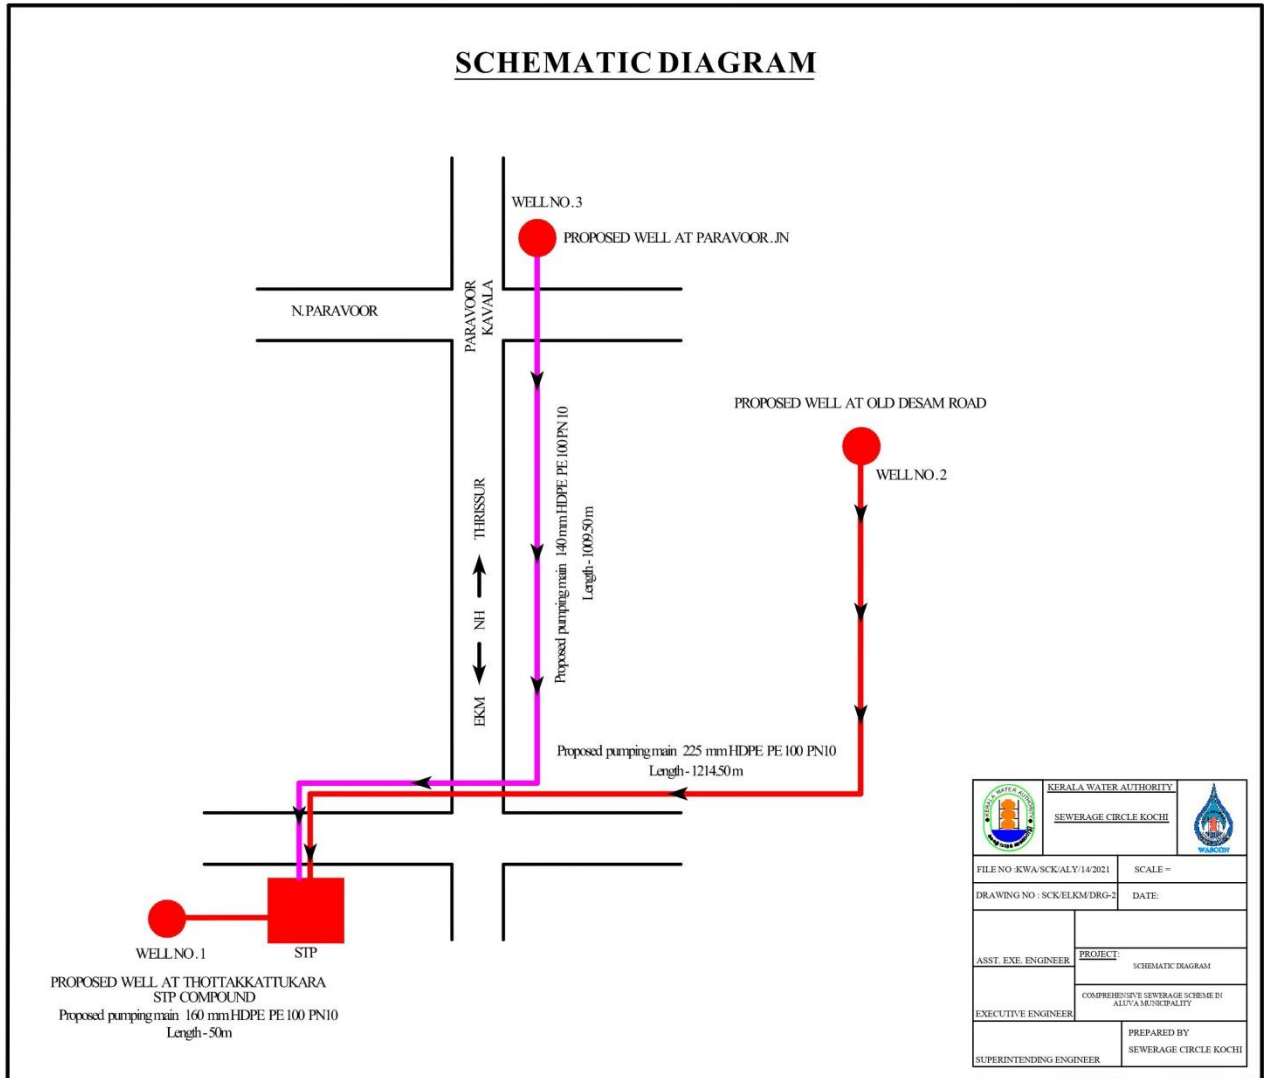 SCHEMATIC DIAGRAM
WELL NO. 3
PROPOSED WELL AT PARAVOOR. JN
N. PARAVOOR
PARAVOOR
KAVALA
PROPOSED WELL AT OLD DESAM ROAD
WELL NO. 2
THRISSUR
NH
EKM
Proposed pumping main 140 mm HDPE PE 100 PN 10
Length - 1009.50 m
Proposed pumping main 225 mm HDPE PE 100 PN10
Length - 1214.50 m
WELL NO. 1
STP
PROPOSED WELL AT THOTTAKKATTUKARA
STP COMPOUND
Proposed pumping main 160 mm HDPE PE 100 PN10
Length - 50m
KERALA WATER AUTHORITY
KERALA WATER AUTHORITY
SEWERAGE CIRCLE KOCHI
WASCON
FILE NO :KWA/SCK/ALY/14/2021
SCALE =
DRAWING NO : SCK/ELKM/DRG-2
DATE:
ASST. EXE. ENGINEER
PROJECT:
SCHEMATIC DIAGRAM
EXECUTIVE ENGINEER
COMPREHENSIVE SEWERAGE SCHEME IN
ALUVA MUNICIPALITY
SUPERINTENDING ENGINEER
PREPARED BY
SEWERAGE CIRCLE KOCHI